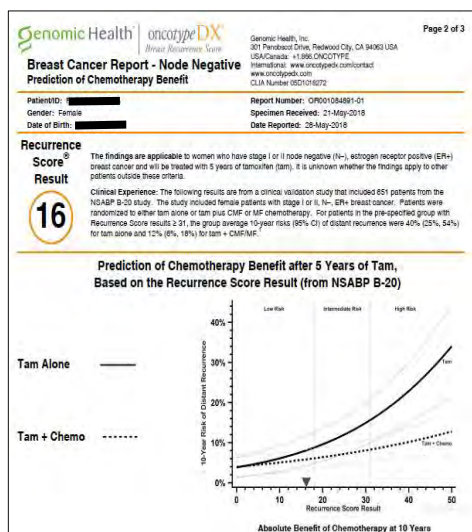 Genomic Health®
oncotype DX®
Breast Recurrence Score
Genomic Health, Inc.
301 Penobscot Drive, Redwood City, CA 94063 USA
USA/Canada: +1.866.ONCOTYPE
International: www.oncotypedx.com/contact
www.oncotypedx.com
CLIA Number 05D1018272
Page 2 of 3
Breast Cancer Report - Node Negative
Prediction of Chemotherapy Benefit
Patient/ID:
Gender: Female
Date of Birth:
Report Number: OR001084691-01
Specimen Received: 21-May-2018
Date Reported: 28-May-2018
Recurrence
Score®
Result
16
The findings are applicable to women who have stage I or II node negative (N–), estrogen receptor positive (ER+)
breast cancer and will be treated with 5 years of tamoxifen (tam). It is unknown whether the findings apply to other
patients outside these criteria.
Clinical Experience: The following results are from a clinical validation study that included 651 patients from the
NSABP B-20 study. The study included female patients with stage I or II, N–, ER+ breast cancer. Patients were
randomized to either tam alone or tam plus CMF or MF chemotherapy. For patients in the pre-specified group with
Recurrence Score results ≥ 31, the group average 10-year risks (95% CI) of distant recurrence were 40% (25%, 54%)
for tam alone and 12% (6%, 18%) for tam + CMF/MF.
Prediction of Chemotherapy Benefit after 5 Years of Tam,
Based on the Recurrence Score Result (from NSABP B-20)
Tam Alone
Tam + Chemo
Low Risk
Intermediate Risk
High Risk
10-Year Risk of Distant Recurrence
40%
30%
20%
10%
0%
Tam
Tam + Chemo
0 10 20 30 40 50
Recurrence Score Result
Absolute Benefit of Chemotherapy at 10 Years